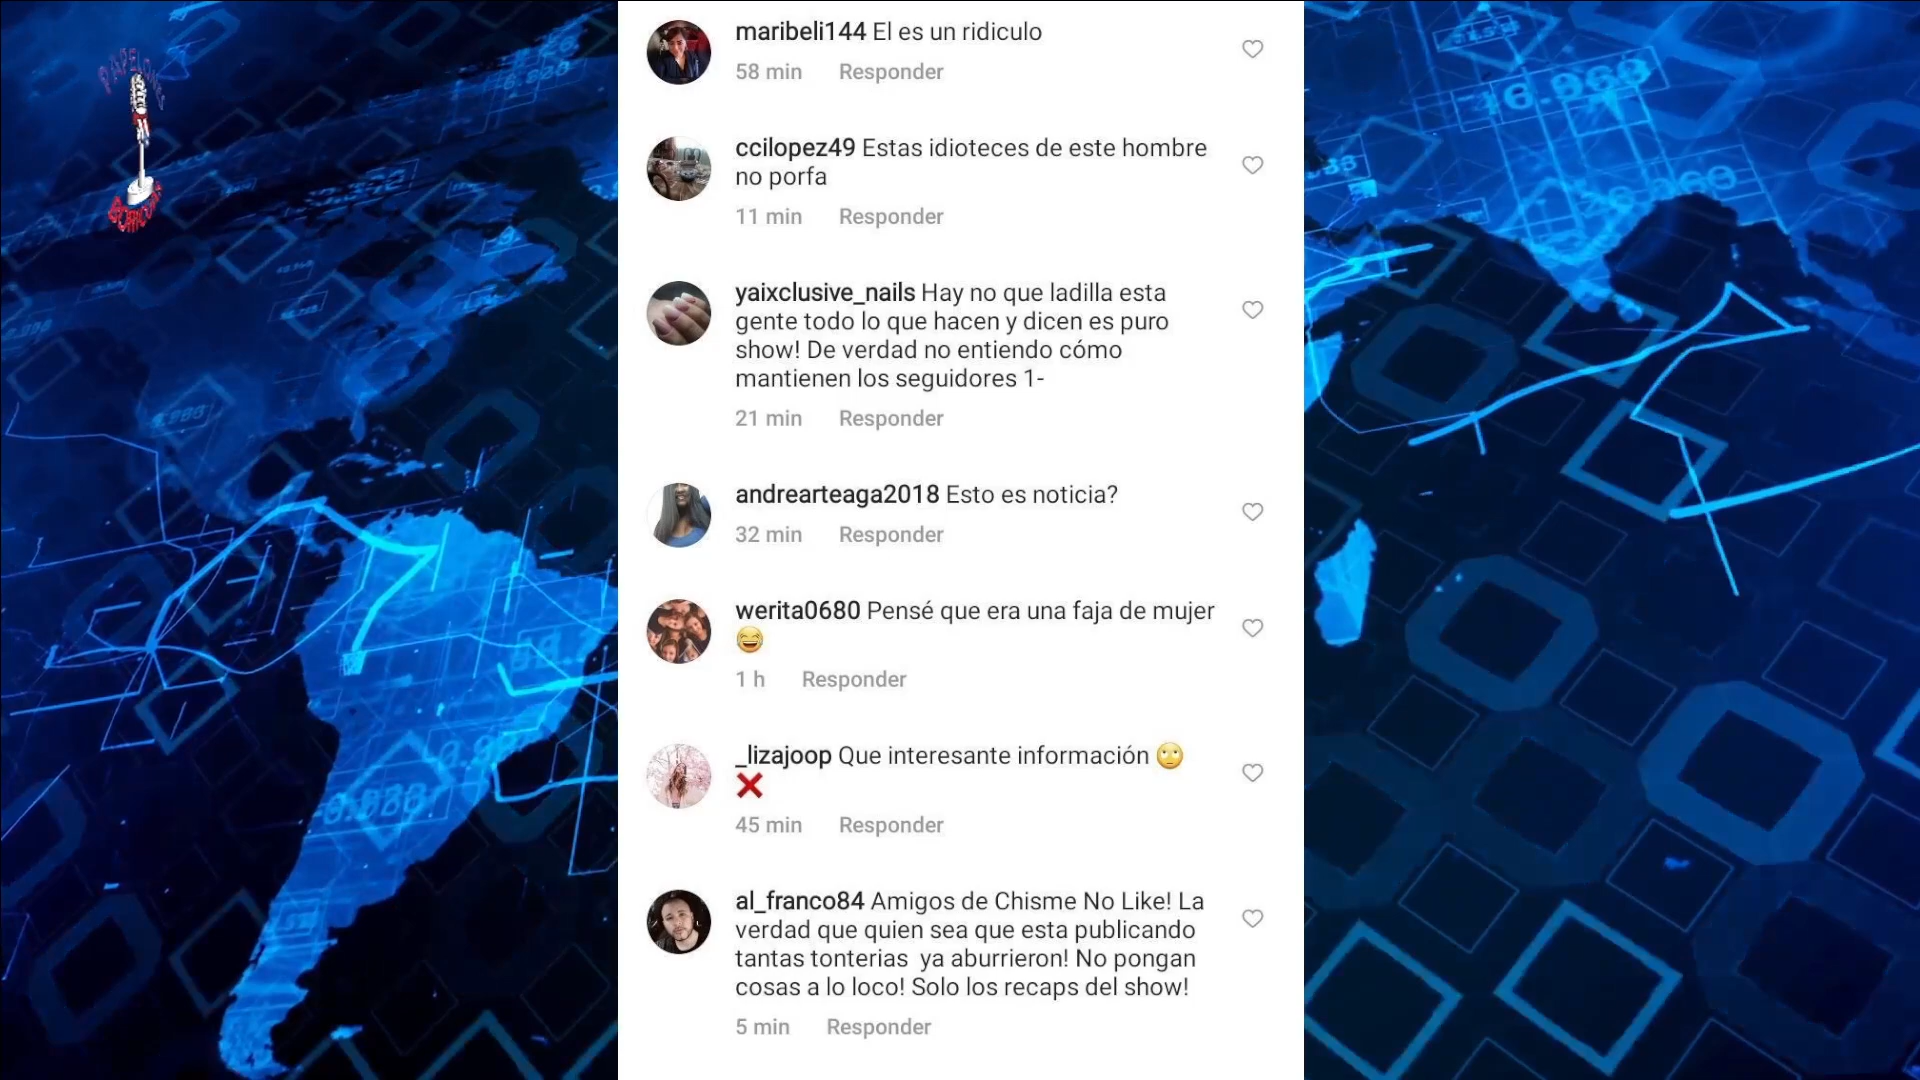 maribeli144 El es un ridiculo
58 min Responder
ccilopez49 Estas idioteces de este hombre
no porfa
11 min Responder
yaixclusive_nails Hay no que ladilla esta
gente todo lo que hacen y dicen es puro
show! De verdad no entiendo cómo
mantienen los seguidores 1-
21 min Responder
andrearteaga2018 Esto es noticia?
32 min Responder
werita0680 Pensé que era una faja de mujer
😂
1 h Responder
_lizajoop Que interesante información 🙄
❌
45 min Responder
al_franco84 Amigos de Chisme No Like! La
verdad que quien sea que esta publicando
tantas tonterias ya aburrieron! No pongan
cosas a lo loco! Solo los recaps del show!
5 min Responder